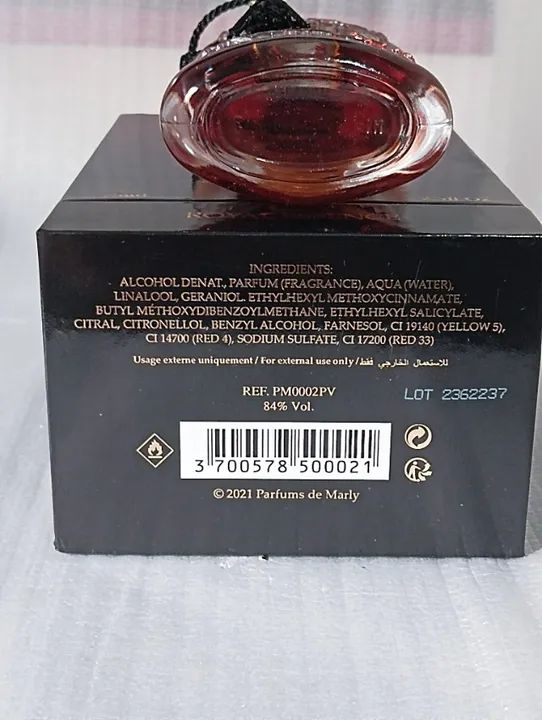 INGREDIENTS:
ALCOHOL DENAT., PARFUM (FRAGRANCE), AQUA (WATER),
LINALOOL, GERANIOL. ETHYLHEXYL METHOXYCINNAMATE,
BUTYL MÉTHOXYDIBENZOYLMETHANE, ETHYLHEXYL SALICYLATE,
CITRAL, CITRONELLOL, BENZYL ALCOHOL, FARNESOL, CI 19140 (YELLOW 5),
CI 14700 (RED 4), SODIUM SULFATE, CI 17200 (RED 33)
Usage externe uniquement / For external use only / للاستعمال الخارجي فقط
REF. PM0002PV
LOT 2362237
84% Vol.
3 700578 500021
© 2021 Parfums de Marly